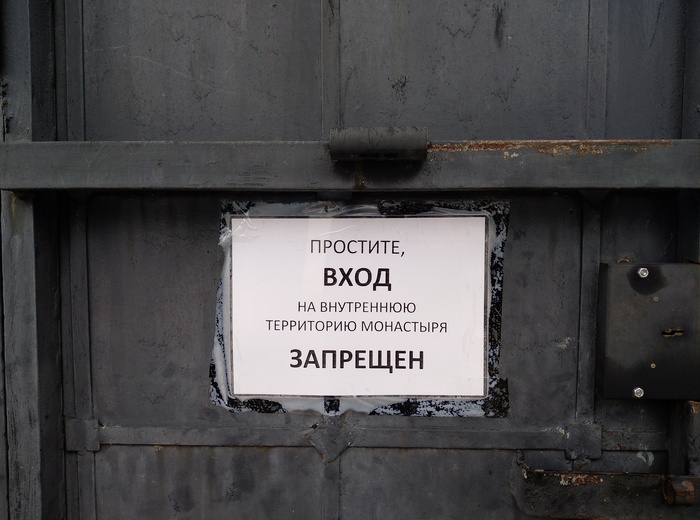 ПРОСТИТЕ,
ВХОД
НА ВНУТРЕННЮЮ
ТЕРРИТОРИЮ МОНАСТЫРЯ
ЗАПРЕЩЕН